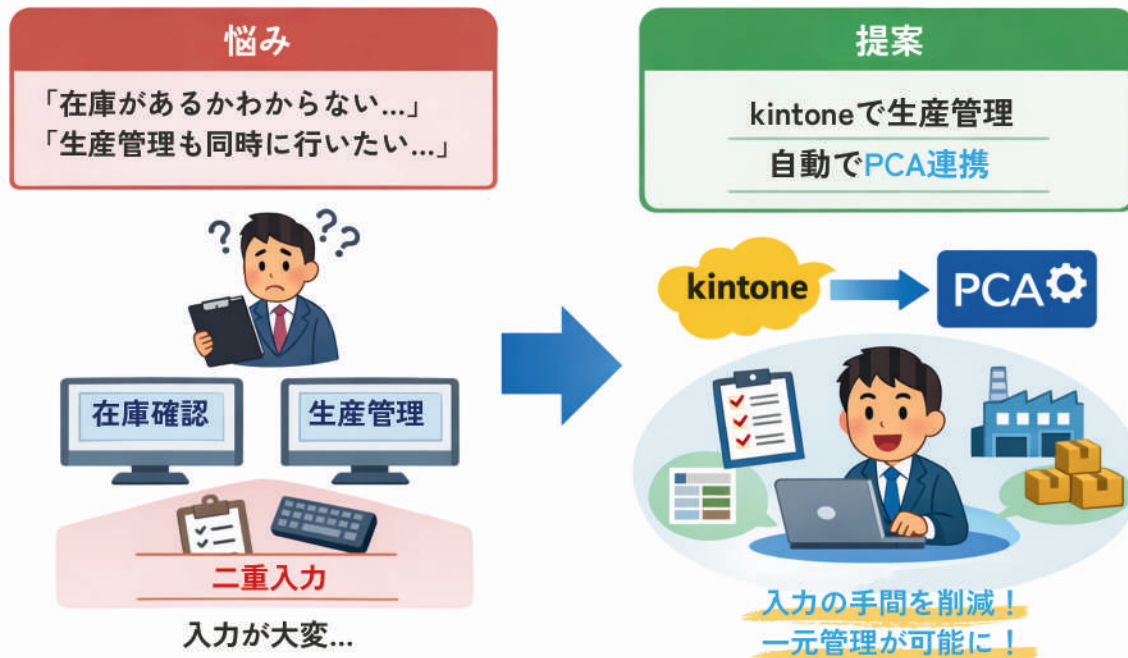 悩み
「在庫があるかわからない...」
「生産管理も同時に行いたい...」
???
在庫確認
生産管理
二重入力
入力が大変...
提案
kintoneで生産管理
自動でPCA連携
kintone
PCA
入力の手間を削減！
一元管理が可能に！